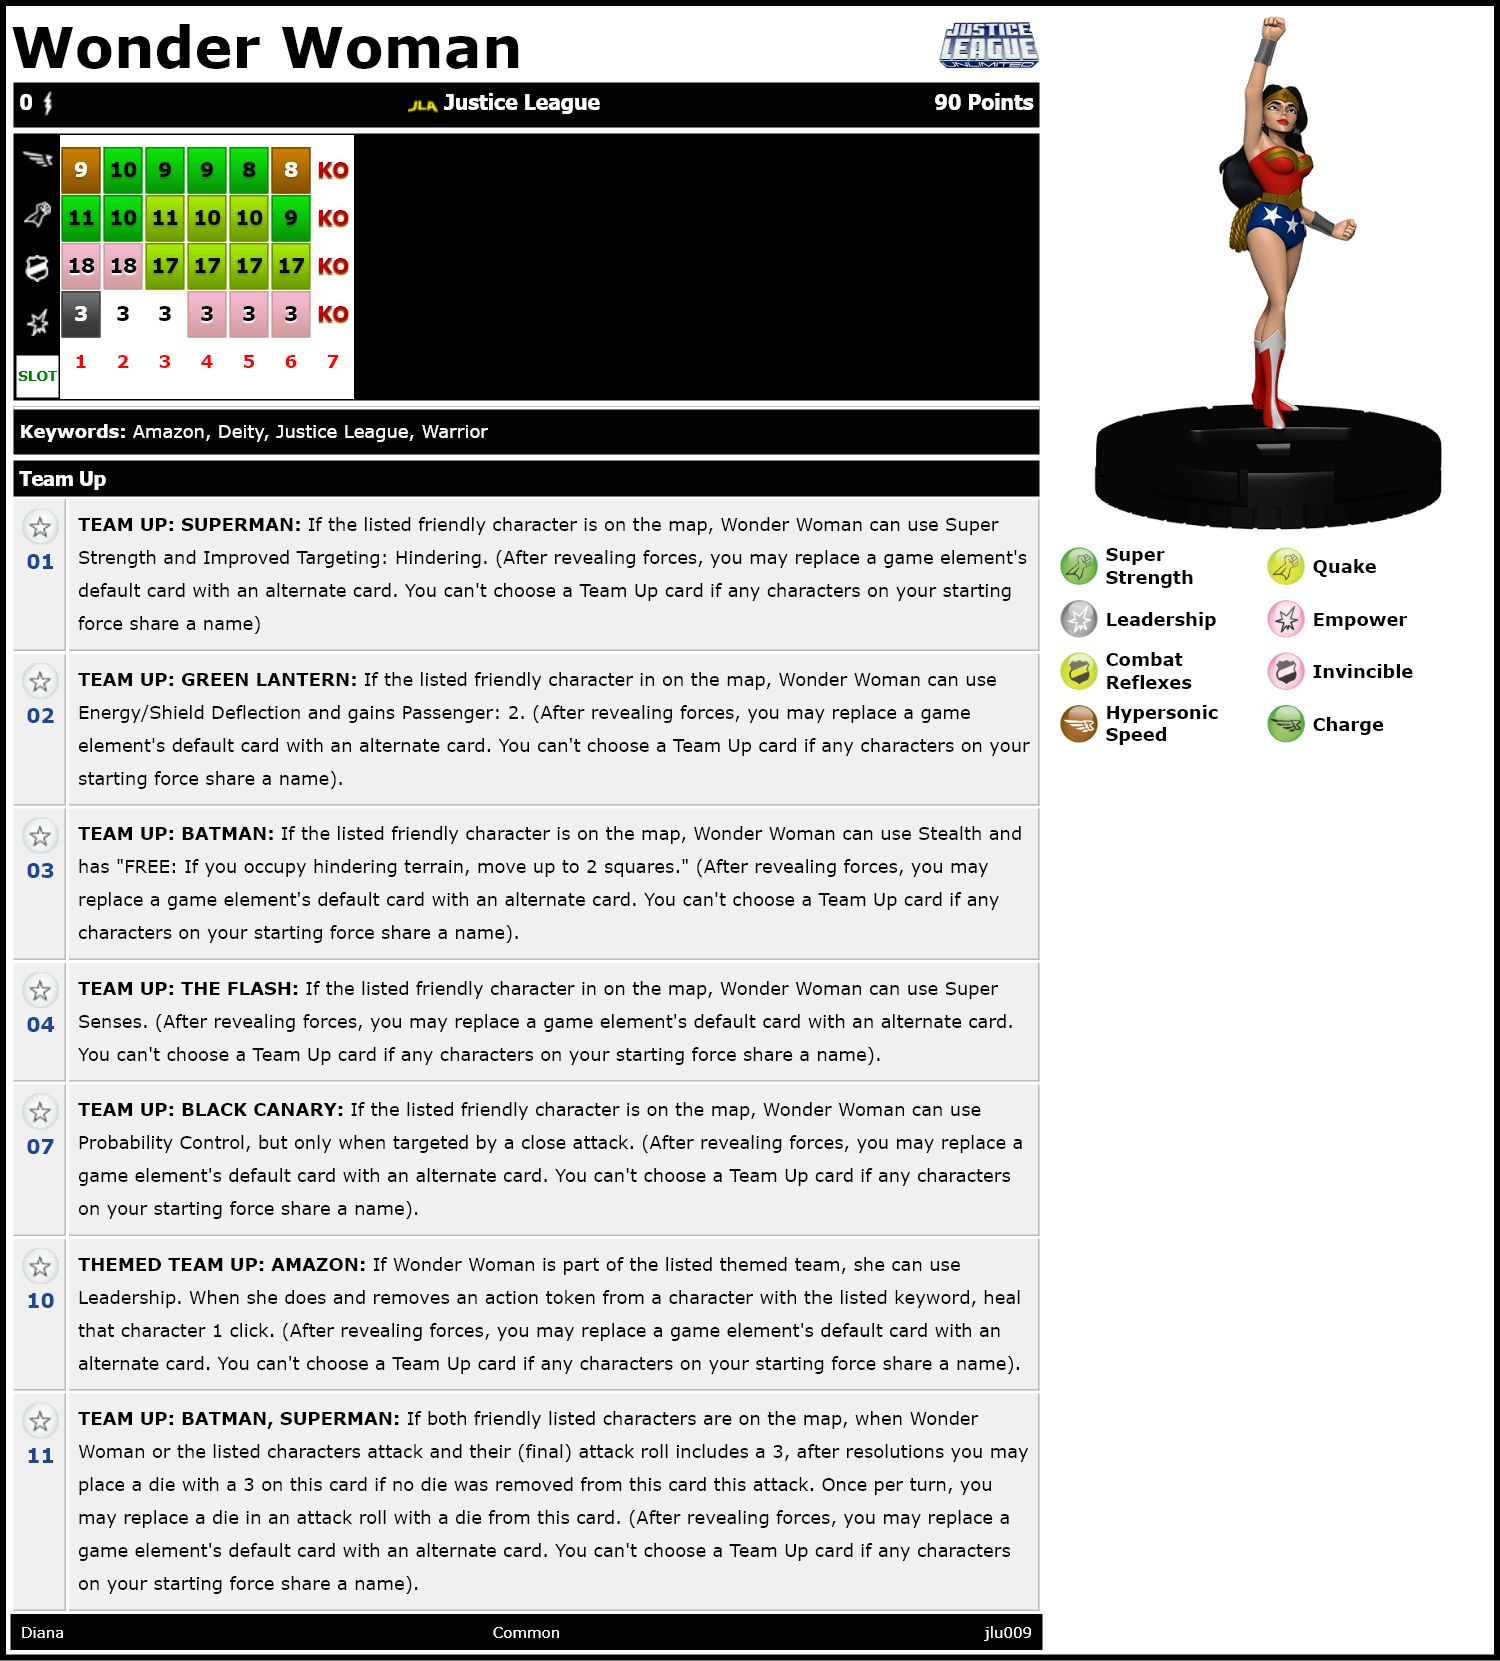 Wonder Woman
JUSTICE
LEAGUE
UNLIMITED
0 JLA Justice League 90 Points
9 10 9 9 8 8 KO
11 10 11 10 10 9 KO
18 18 17 17 17 17 KO
3 3 3 3 3 3 KO
SLOT 1 2 3 4 5 6 7
Keywords: Amazon, Deity, Justice League, Warrior
Team Up
01
TEAM UP: SUPERMAN: If the listed friendly character is on the map, Wonder Woman can use Super
Strength and Improved Targeting: Hindering. (After revealing forces, you may replace a game element's
default card with an alternate card. You can't choose a Team Up card if any characters on your starting
force share a name)
02
TEAM UP: GREEN LANTERN: If the listed friendly character in on the map, Wonder Woman can use
Energy/Shield Deflection and gains Passenger: 2. (After revealing forces, you may replace a game
element's default card with an alternate card. You can't choose a Team Up card if any characters on your
starting force share a name).
03
TEAM UP: BATMAN: If the listed friendly character is on the map, Wonder Woman can use Stealth and
has "FREE: If you occupy hindering terrain, move up to 2 squares." (After revealing forces, you may
replace a game element's default card with an alternate card. You can't choose a Team Up card if any
characters on your starting force share a name).
04
TEAM UP: THE FLASH: If the listed friendly character in on the map, Wonder Woman can use Super
Senses. (After revealing forces, you may replace a game element's default card with an alternate card.
You can't choose a Team Up card if any characters on your starting force share a name).
07
TEAM UP: BLACK CANARY: If the listed friendly character is on the map, Wonder Woman can use
Probability Control, but only when targeted by a close attack. (After revealing forces, you may replace a
game element's default card with an alternate card. You can't choose a Team Up card if any characters
on your starting force share a name).
10
THEMED TEAM UP: AMAZON: If Wonder Woman is part of the listed themed team, she can use
Leadership. When she does and removes an action token from a character with the listed keyword, heal
that character 1 click. (After revealing forces, you may replace a game element's default card with an
alternate card. You can't choose a Team Up card if any characters on your starting force share a name).
11
TEAM UP: BATMAN, SUPERMAN: If both friendly listed characters are on the map, when Wonder
Woman or the listed characters attack and their (final) attack roll includes a 3, after resolutions you may
place a die with a 3 on this card if no die was removed from this card this attack. Once per turn, you
may replace a die in an attack roll with a die from this card. (After revealing forces, you may replace a
game element's default card with an alternate card. You can't choose a Team Up card if any characters
on your starting force share a name).
Diana Common jlu009
Super
Strength
Quake
Leadership
Empower
Combat
Reflexes
Invincible
Hypersonic
Speed
Charge